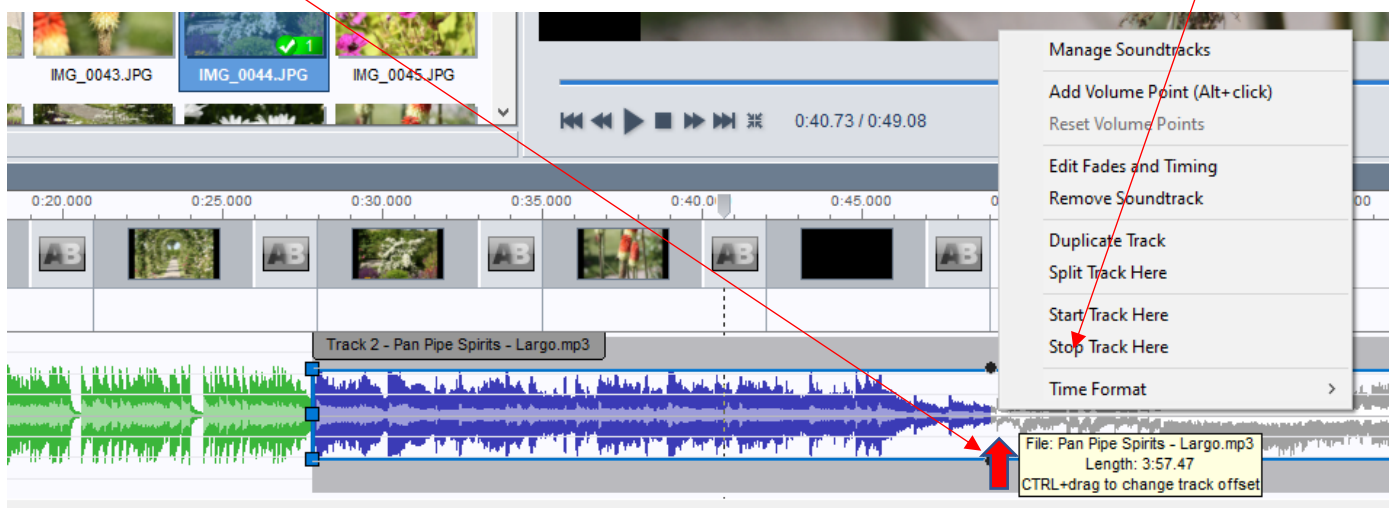 1
IMG_0043.JPG
IMG_0044.JPG
IMG_0045.JPG
0:40.73 / 0:49.08
Manage Soundtracks
Add Volume Point (Alt+click)
Reset Volume Points
Edit Fades and Timing
Remove Soundtrack
Duplicate Track
Split Track Here
Start Track Here
Stop Track Here
Time Format
0:20.000
0:25.000
0:30.000
0:35.000
0:40.0
0:45.000
0
00
AB
AB
AB
AB
AB
Track 2 - Pan Pipe Spirits - Largo.mp3
File: Pan Pipe Spirits - Largo.mp3
Length: 3:57.47
CTRL+drag to change track offset